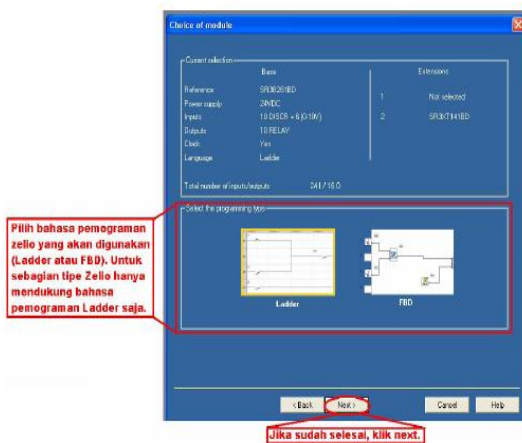 Choice of module
Current selection
Base
Extensions
Reference SR3B261BD
Power supply 24VDC
1 Not selected
Inputs 10 DISCR + 6 (0-10V)
2 SR3XT141BD
Outputs 10 RELAY
Clock Yes
Language Ladder
Total number of inputs/outputs 24 I / 16 O
Select the programming type
Pilih bahasa pemograman
zelio yang akan digunakan
(Ladder atau FBD). Untuk
sebagian tipe Zelio hanya
mendukung bahasa
pemograman Ladder saja.
Ladder
FBD
< Back
Next >
Cancel
Help
Jika sudah selesai, klik next.